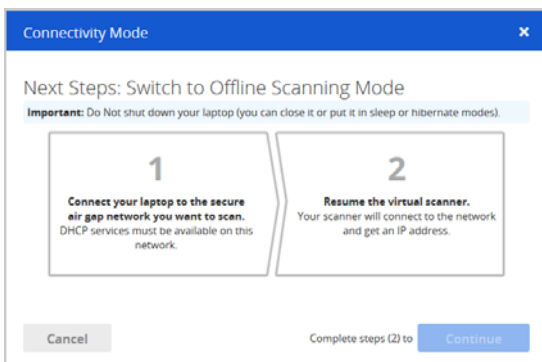 Connectivity Mode
×
Next Steps: Switch to Offline Scanning Mode
Important: Do Not shut down your laptop (you can close it or put it in sleep or hibernate modes).
1
Connect your laptop to the secure
air gap network you want to scan.
DHCP services must be available on this
network.
2
Resume the virtual scanner.
Your scanner will connect to the network
and get an IP address.
Cancel
Complete steps (2) to
Continue